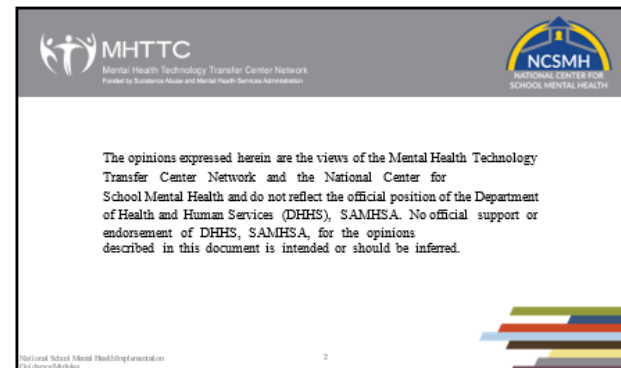 MHTTC
Mental Health Technology Transfer Center Network
Funded by Substance Abuse and Mental Health Services Administration
NCSMH
NATIONAL CENTER FOR
SCHOOL MENTAL HEALTH
The opinions expressed herein are the views of the Mental Health Technology
Transfer Center Network and the National Center for
School Mental Health and do not reflect the official position of the Department
of Health and Human Services (DHHS), SAMHSA. No official support or
endorsement of DHHS, SAMHSA, for the opinions
described in this document is intended or should be inferred.
National School Mental Health Implementation
Guidance Modules
2